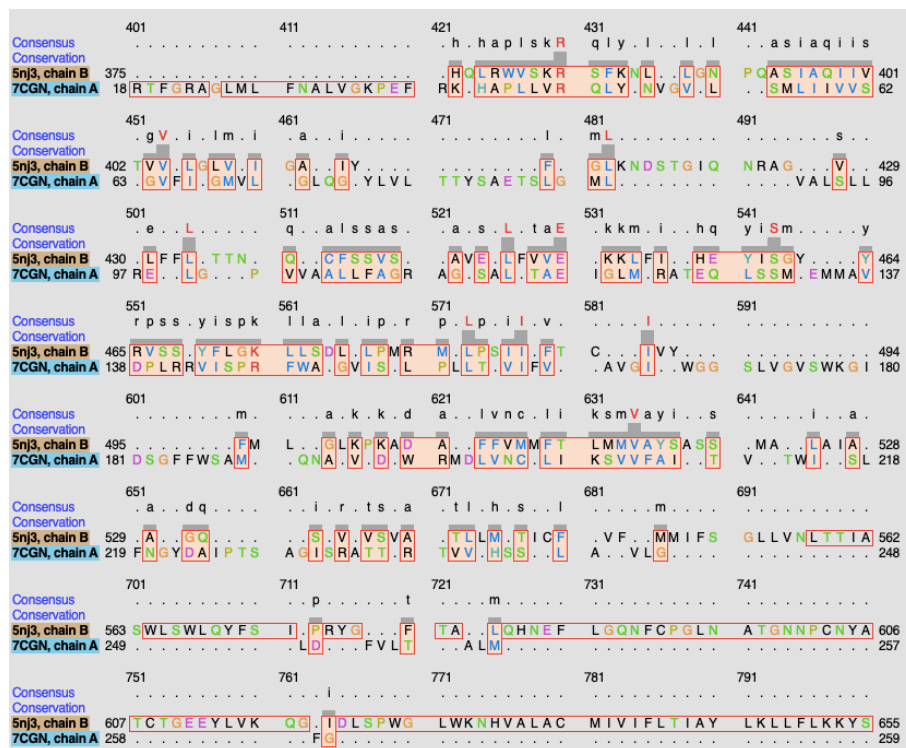 401 411 421 431 441
Consensus . . . . . . . . . . . . . . . . . . . . . h . h a p l s k R q l y . l . . l . l . . a s i a q i i s
Conservation
5nj3, chain B 375 . . . . . . . . . . . . . . . . . . . . . H Q L R W V S K R S F K N L . . L G N P Q A S I A Q I I V 401
7CGN, chain A 18 R T F G R A G L M L F N A L V G K P E F R K . H A P L L V R Q L Y . N V G V . L . . S M L I I V V S 62
451 461 471 481 491
Consensus . g V . i . l m . i . a . . i . . . . . . . . . . . . . l . m L . . . . . . . . . . . . . . . . s .
Conservation
5nj3, chain B 402 T V V . L G L V . I G A . . I Y . . . . . . . . . . . . F . G L K N D S T G I Q N R A G . . . . V . 429
7CGN, chain A 63 . G V F I . G M V L . G L Q G . Y L V L T T Y S A E T S L G M L . . . . . . . . . . . . V A L S L L 96
501 511 521 531 541
Consensus . e . . L . . . . . q . . a l s s a s . . a . s . L . t a E . k k m . i . . h q y i S m . . . . . y
Conservation
5nj3, chain B 430 . L F F L . T T N . Q . . C F S S V S . . A V E . L F V V E . K K L F I . . H E Y I S G Y . . . . Y 464
7CGN, chain A 97 R E . . L G . . . P V V A A L L F A G R A G . S A L . T A E I G L M . R A T E Q L S S M . E M M A V 137
551 561 571 581 591
Consensus r p s s . y i s p k l l a . l . i p . r p . L p . i I . v . . . . . I . . . . . . . . . . . . . . .
Conservation
5nj3, chain B 465 R V S S . Y F L G K L L S D L . L P M R M . L P S I I . F T C . . . I V Y . . . . . . . . . . . . . 494
7CGN, chain A 138 D P L R R V I S P R F W A . G V I S . L P L L T . V I F V . . A V G I . . W G G S L V G V S W K G I 180
601 611 621 631 641
Consensus . . . . . . . . m . . . . a . k . k . d a . . l v n c . l i k s m V a y i . . s . . . . . i . . a .
Conservation
5nj3, chain B 495 . . . . . . . . F M L . . G L K P K A D A . . F F V M M F T L M M V A Y S A S S . M A . . L A I A . 528
7CGN, chain A 181 D S G F F W S A M . . Q N A . V . D . W R M D L V N C . L I K S V V F A I . . T V . . T W I . . S L 218
651 661 671 681 691
Consensus . a . . d q . . . . . . . i . r t s . a . t l . h . s . . l . . . . . m . . . . . . . . . . . . . .
Conservation
5nj3, chain B 529 . A . . G Q . . . . . . . S . V V S V A . T L L M . T I C F . V F . . M M I F S G L L V N L T T I A 562
7CGN, chain A 219 F N G Y D A I P T S A G I S R A T T . R T V V . H S S . . L A . . V L G . . . . . . . . . . . . . . 248
701 711 721 731 741
Consensus . . . . . . . . . . . . p . . . . . . t . . . . m . . . . . . . . . . . . . . . . . . . . . . . . .
Conservation
5nj3, chain B 563 S W L S W L Q Y F S I . P R Y G . . . F T A . . L Q H N E F L G Q N F C P G L N A T G N N P C N Y A 606
7CGN, chain A 249 . . . . . . . . . . . L D . . . F V L T . . A L M . . . . . . . . . . . . . . . . . . . . . . . . . 257
751 761 771 781 791
Consensus . . . . . . . . . . . . . i . . . . . . . . . . . . . . . . . . . . . . . . . . . . . . . . . . . .
Conservation
5nj3, chain B 607 T C T G E E Y L V K Q G . I D L S P W G L W K N H V A L A C M I V I F L T I A Y L K L L F L K K Y S 655
7CGN, chain A 258 . . . . . . . . . . . . F G . . . . . . . . . . . . . . . . . . . . . . . . . . . . . . . . . . . . 259